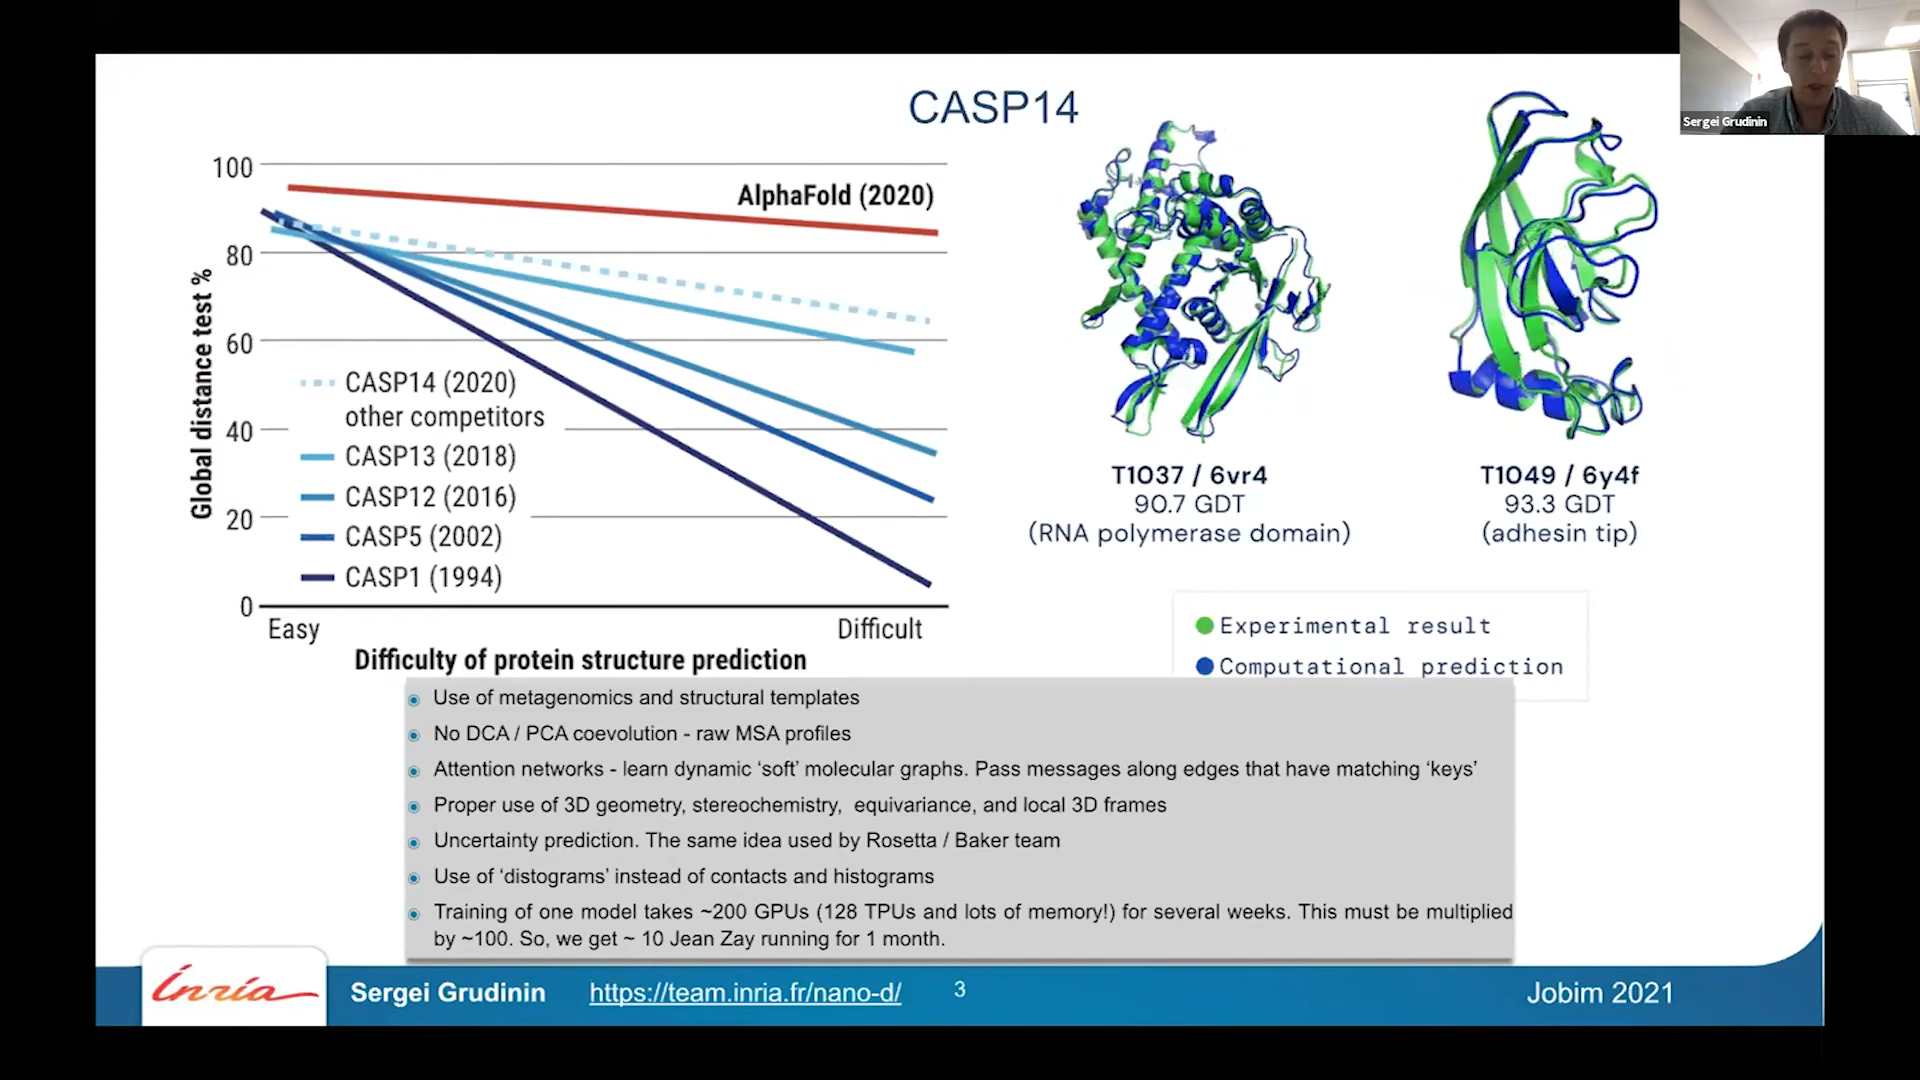 CASP14
Sergei Grudinin
100
80
60
40
20
0
Global distance test %
AlphaFold (2020)
CASP14 (2020)
other competitors
CASP13 (2018)
CASP12 (2016)
CASP5 (2002)
CASP1 (1994)
Easy
Difficult
Difficulty of protein structure prediction
T1037 / 6vr4
90.7 GDT
(RNA polymerase domain)
T1049 / 6y4f
93.3 GDT
(adhesin tip)
Experimental result
Computational prediction
Use of metagenomics and structural templates
No DCA / PCA coevolution - raw MSA profiles
Attention networks - learn dynamic ‘soft’ molecular graphs. Pass messages along edges that have matching ‘keys’
Proper use of 3D geometry, stereochemistry, equivariance, and local 3D frames
Uncertainty prediction. The same idea used by Rosetta / Baker team
Use of ‘distograms’ instead of contacts and histograms
Training of one model takes ~200 GPUs (128 TPUs and lots of memory!) for several weeks. This must be multiplied
by ~100. So, we get ~ 10 Jean Zay running for 1 month.
Inria
Sergei Grudinin
https://team.inria.fr/nano-d/
3
Jobim 2021